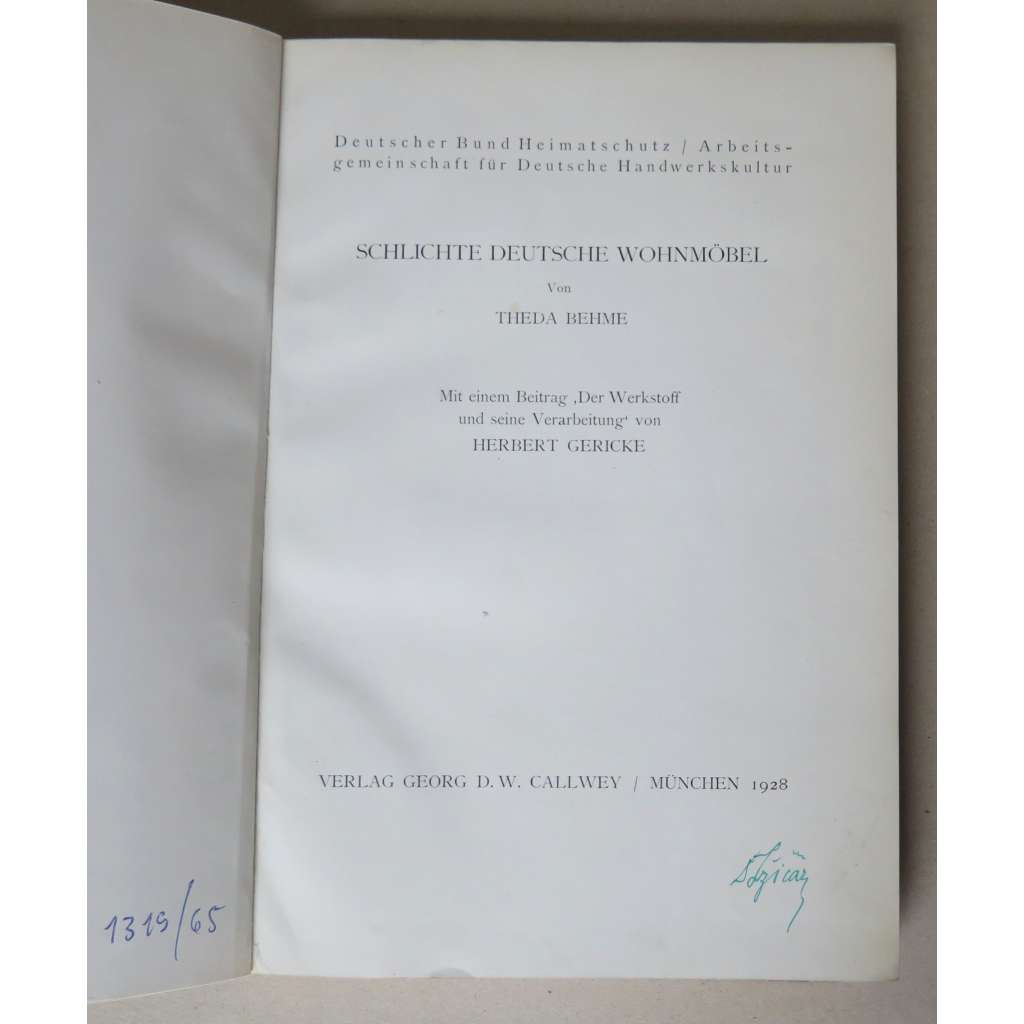 Deutscher Bund Heimatschutz / Arbeits-
gemeinschaft für Deutsche Handwerkskultur
SCHLICHTE DEUTSCHE WOHNMÖBEL
Von
THEDA BEHME
Mit einem Beitrag ‚Der Werkstoff
und seine Verarbeitung‘ von
HERBERT GERICKE
VERLAG GEORG D. W. CALLWEY / MÜNCHEN 1928
1319/65